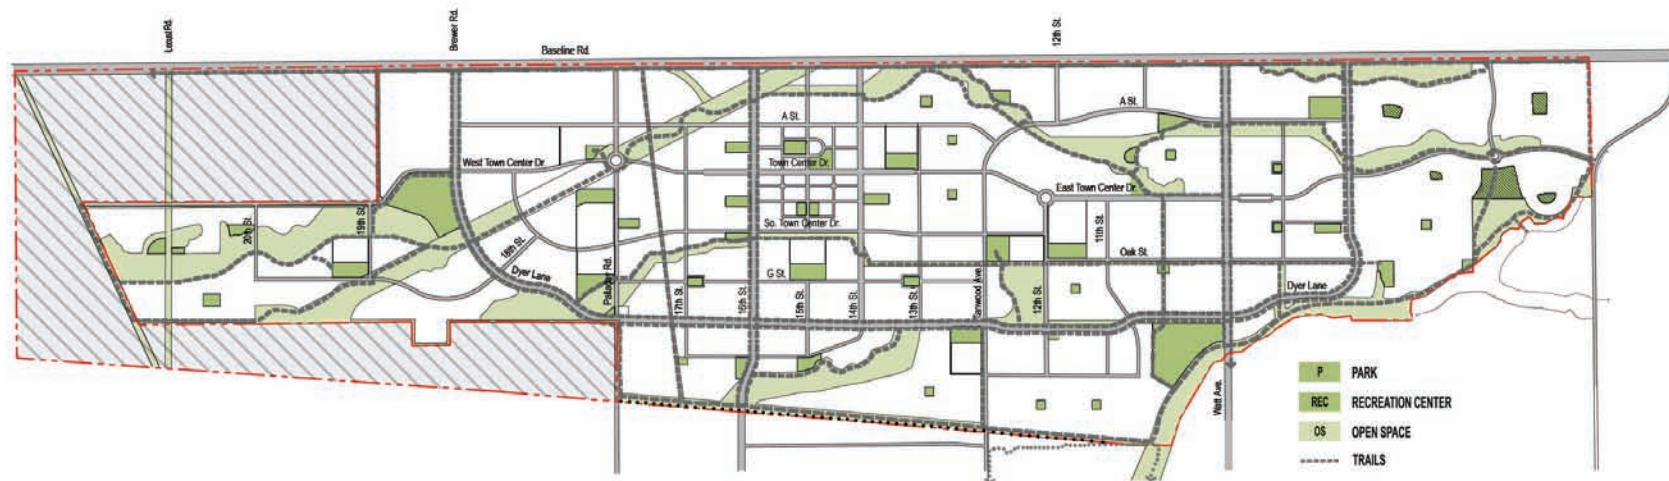 Locust Rd.
Brewer Rd.
Baseline Rd.
12th St.
A St.
A St.
West Town Center Dr.
Town Center Dr.
East Town Center Dr.
20th St.
19th St.
18th St.
So. Town Center Dr.
11th St.
Oak St.
Dyer Lane
Palladay Rd.
G St.
17th St.
16th St.
15th St.
14th St.
13th St.
Tanwood Ave.
12th St.
Dyer Lane
Watt Ave.
P PARK
REC RECREATION CENTER
OS OPEN SPACE
TRAILS